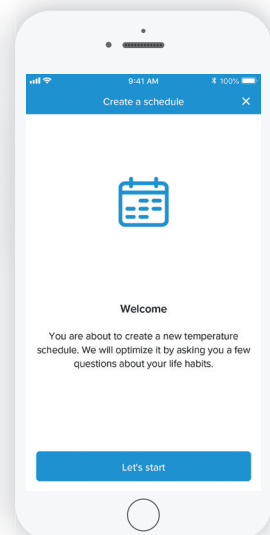 9:41 AM
100%
Create a schedule
Welcome
You are about to create a new temperature
schedule. We will optimize it by asking you a few
questions about your life habits.
Let's start